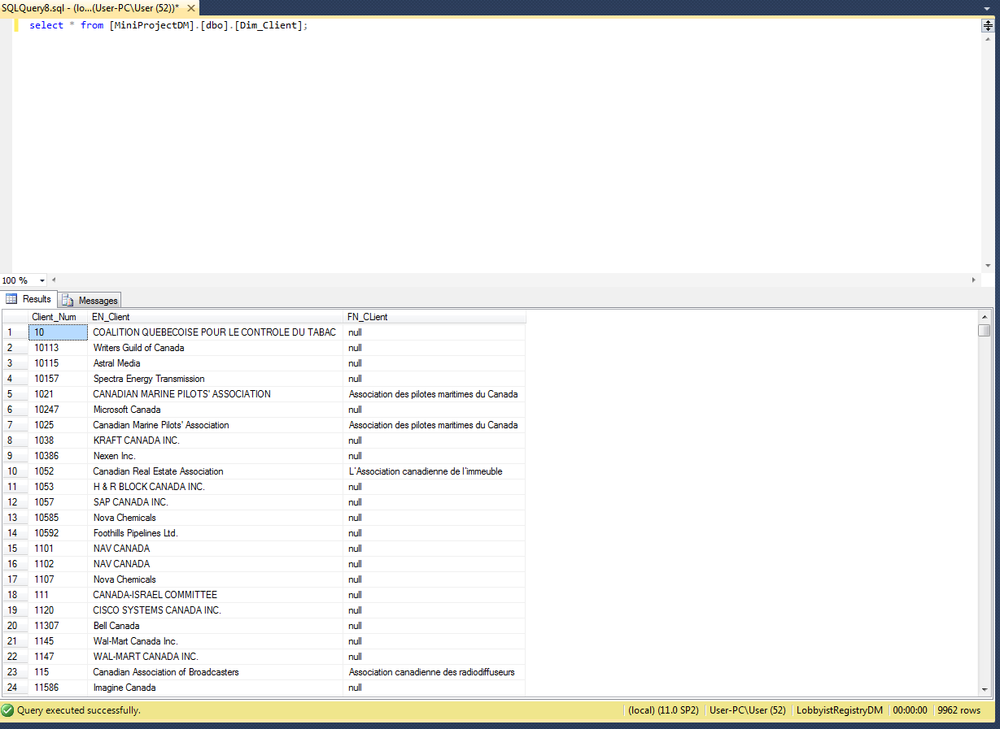 SQLQuery8.sql - (lo...(User-PC\User (52))*
select * from [MiniProjectDM].[dbo].[Dim_Client];
100 %
Results Messages
Client_Num EN_Client FN_CLient
1 10 COALITION QUEBECOISE POUR LE CONTROLE DU TABAC null
2 10113 Writers Guild of Canada null
3 10115 Astral Media null
4 10157 Spectra Energy Transmission null
5 1021 CANADIAN MARINE PILOTS' ASSOCIATION Association des pilotes maritimes du Canada
6 10247 Microsoft Canada null
7 1025 Canadian Marine Pilots' Association Association des pilotes maritimes du Canada
8 1038 KRAFT CANADA INC. null
9 10386 Nexen Inc. null
10 1052 Canadian Real Estate Association L'Association canadienne de l'immeuble
11 1053 H & R BLOCK CANADA INC. null
12 1057 SAP CANADA INC. null
13 10585 Nova Chemicals null
14 10592 Foothills Pipelines Ltd. null
15 1101 NAV CANADA null
16 1102 NAV CANADA null
17 1107 Nova Chemicals null
18 111 CANADA-ISRAEL COMMITTEE null
19 1120 CISCO SYSTEMS CANADA INC. null
20 11307 Bell Canada null
21 1145 Wal-Mart Canada Inc. null
22 1147 WAL-MART CANADA INC. null
23 115 Canadian Association of Broadcasters Association canadienne des radiodiffuseurs
24 11586 Imagine Canada null
Query executed successfully. (local) (11.0 SP2) User-PC\User (52) LobbyistRegistryDM 00:00:00 9962 rows